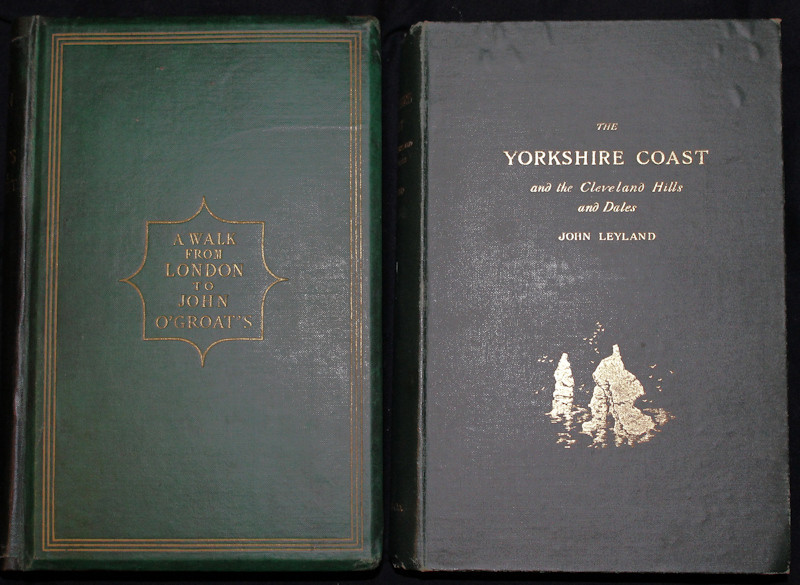 A WALK
FROM
LONDON
TO
JOHN
O'GROAT'S
THE
YORKSHIRE COAST
and the Cleveland Hills
and Dales
JOHN LEYLAND